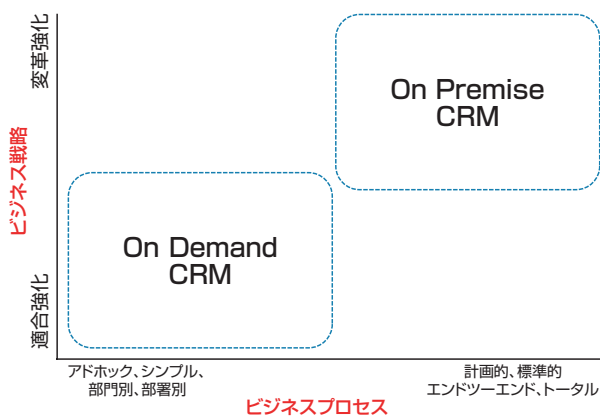 変革強化
ビジネス戦略
適合強化
On Premise
CRM
On Demand
CRM
アドホック、シンプル、
部門別、部署別
計画的、標準的
エンドツーエンド、トータル
ビジネスプロセス